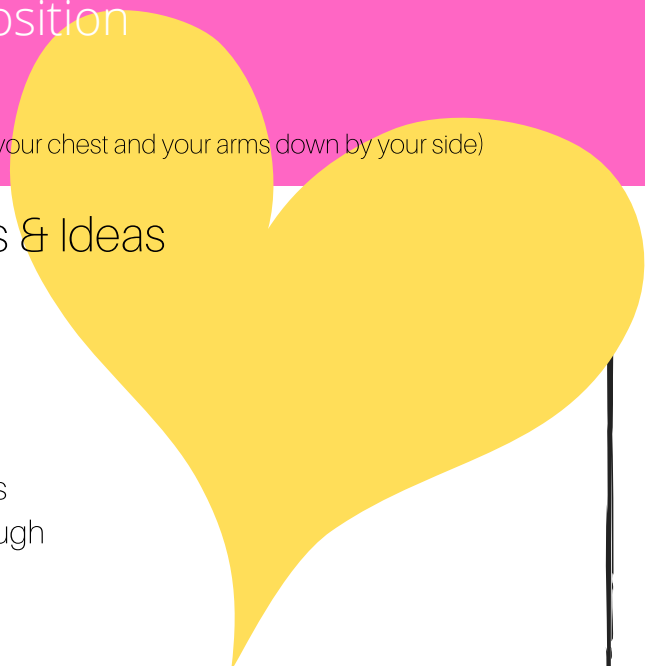 osition
your chest and your arms down by your side)
s & Ideas
s
ugh